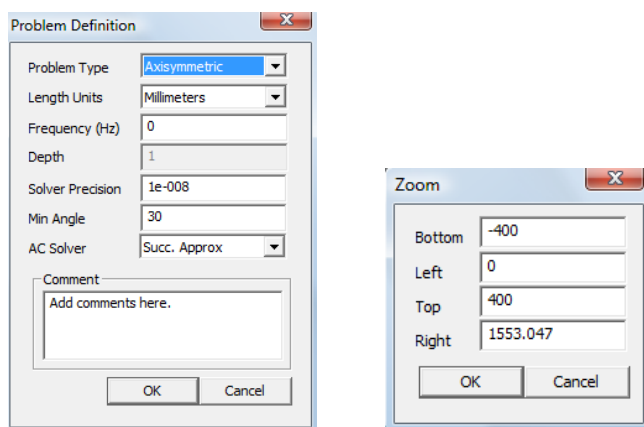 Problem Definition
Problem Type Axisymmetric
Length Units Millimeters
Frequency (Hz) 0
Depth 1
Solver Precision 1e-008
Min Angle 30
AC Solver Succ. Approx
Comment
Add comments here.
OK Cancel
Zoom
Bottom -400
Left 0
Top 400
Right 1553.047
OK Cancel